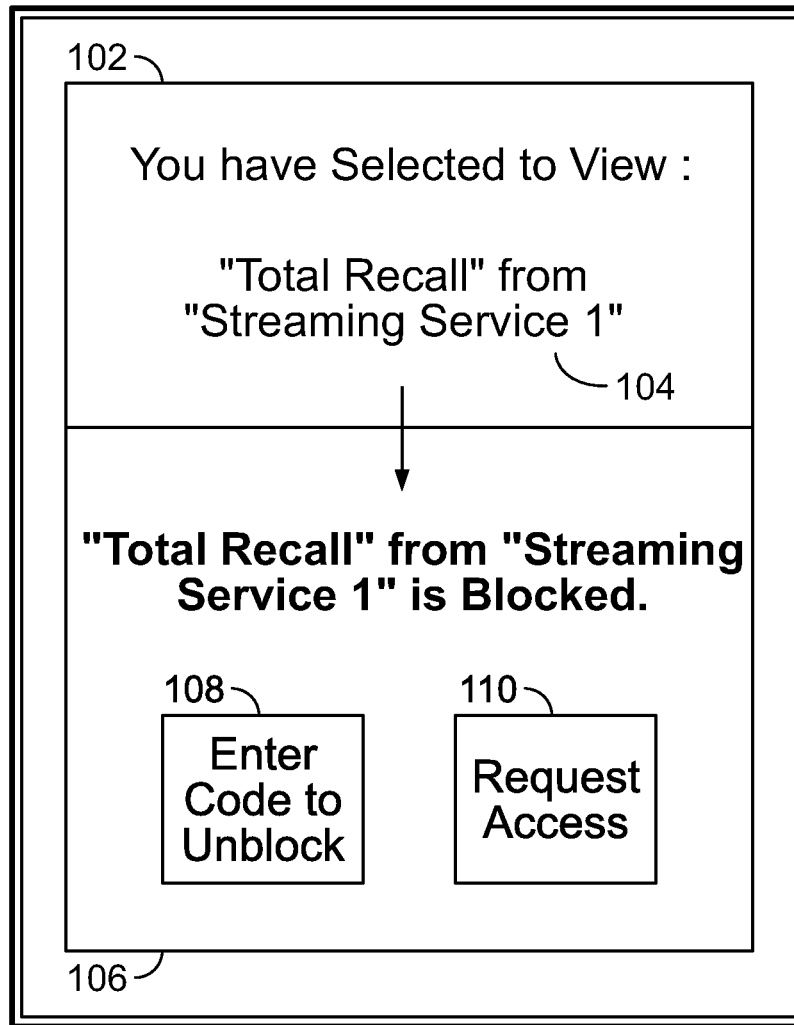 102
You have Selected to View :
"Total Recall" from
"Streaming Service 1"
104
"Total Recall" from "Streaming
Service 1" is Blocked.
108
Enter
Code to
Unblock
110
Request
Access
106